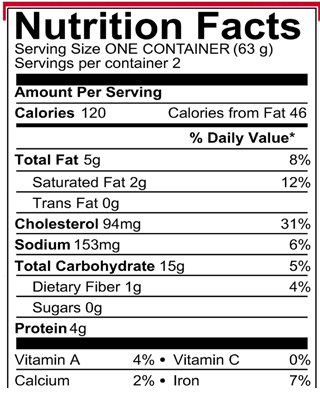 Nutrition Facts
Serving Size ONE CONTAINER (63 g)
Servings per container 2
Amount Per Serving
Calories 120 Calories from Fat 46
% Daily Value*
Total Fat 5g 8%
Saturated Fat 2g 12%
Trans Fat 0g
Cholesterol 94mg 31%
Sodium 153mg 6%
Total Carbohydrate 15g 5%
Dietary Fiber 1g 4%
Sugars 0g
Protein 4g
Vitamin A 4% • Vitamin C 0%
Calcium 2% • Iron 7%